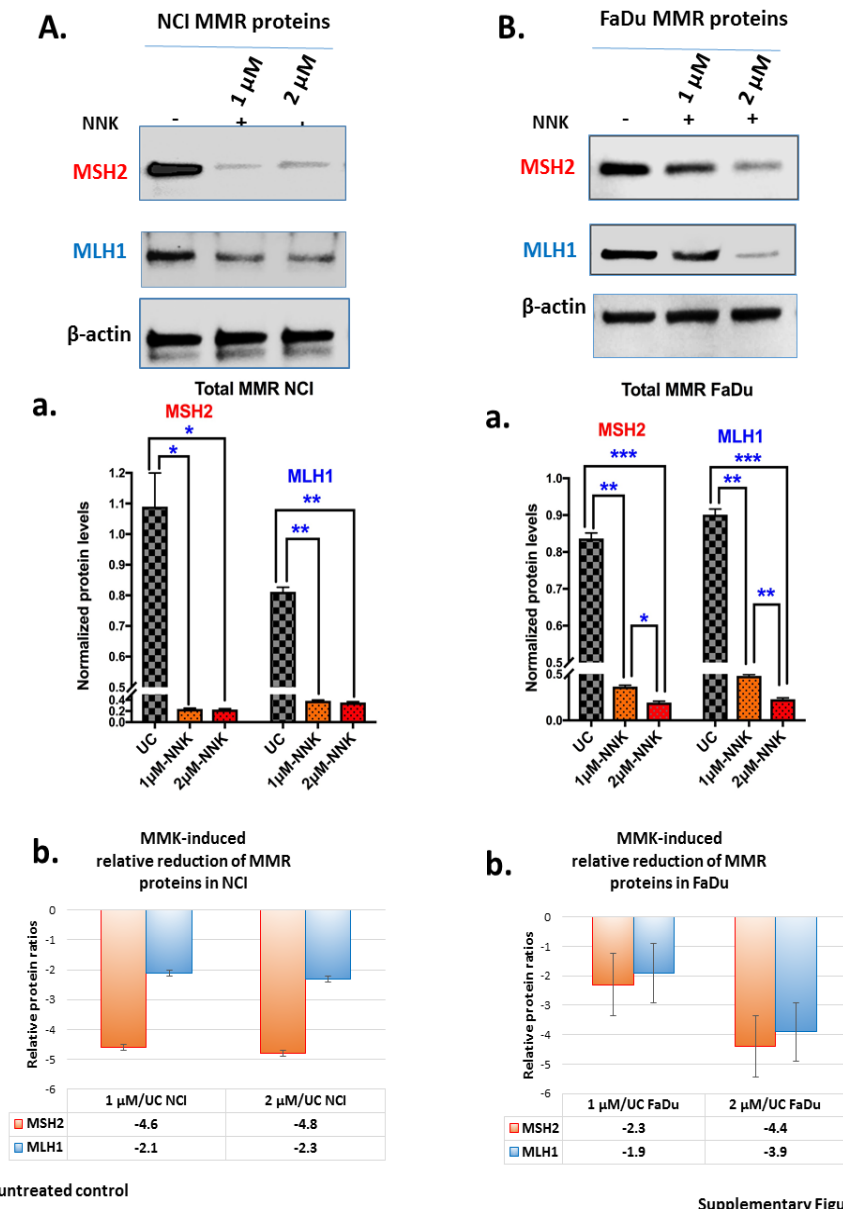 A.
NCI MMR proteins
1 μM
2 μM
NNK - + +
MSH2
MLH1
β-actin
Total MMR NCI
a.
MSH2
*
*
MLH1
**
**
Normalized protein levels
1.2
1.1
1.0
0.9
0.8
0.7
0.6
0.5
0.4
0.2
0.0
UC
1μM-NNK
2μM-NNK
UC
1μM-NNK
2μM-NNK
b.
MMK-induced
relative reduction of MMR
proteins in NCI
Relative protein ratios
0
-1
-2
-3
-4
-5
-6
1 μM/UC NCI 2 μM/UC NCI
MSH2 -4.6 -4.8
MLH1 -2.1 -2.3
untreated control
B.
FaDu MMR proteins
1 μM
2 μM
NNK - + +
MSH2
MLH1
β-actin
Total MMR FaDu
a.
MSH2
***
**
*
MLH1
***
**
**
Normalized protein levels
1.0
0.9
0.8
0.7
0.6
0.5
0.5
0.0
UC
1μM-NNK
2μM-NNK
UC
1μM-NNK
2μM-NNK
b.
MMK-induced
relative reduction of MMR
proteins in FaDu
Relative protein ratios
0
-1
-2
-3
-4
-5
-6
1 μM/UC FaDu 2 μM/UC FaDu
MSH2 -2.3 -4.4
MLH1 -1.9 -3.9
Supplementary Figu